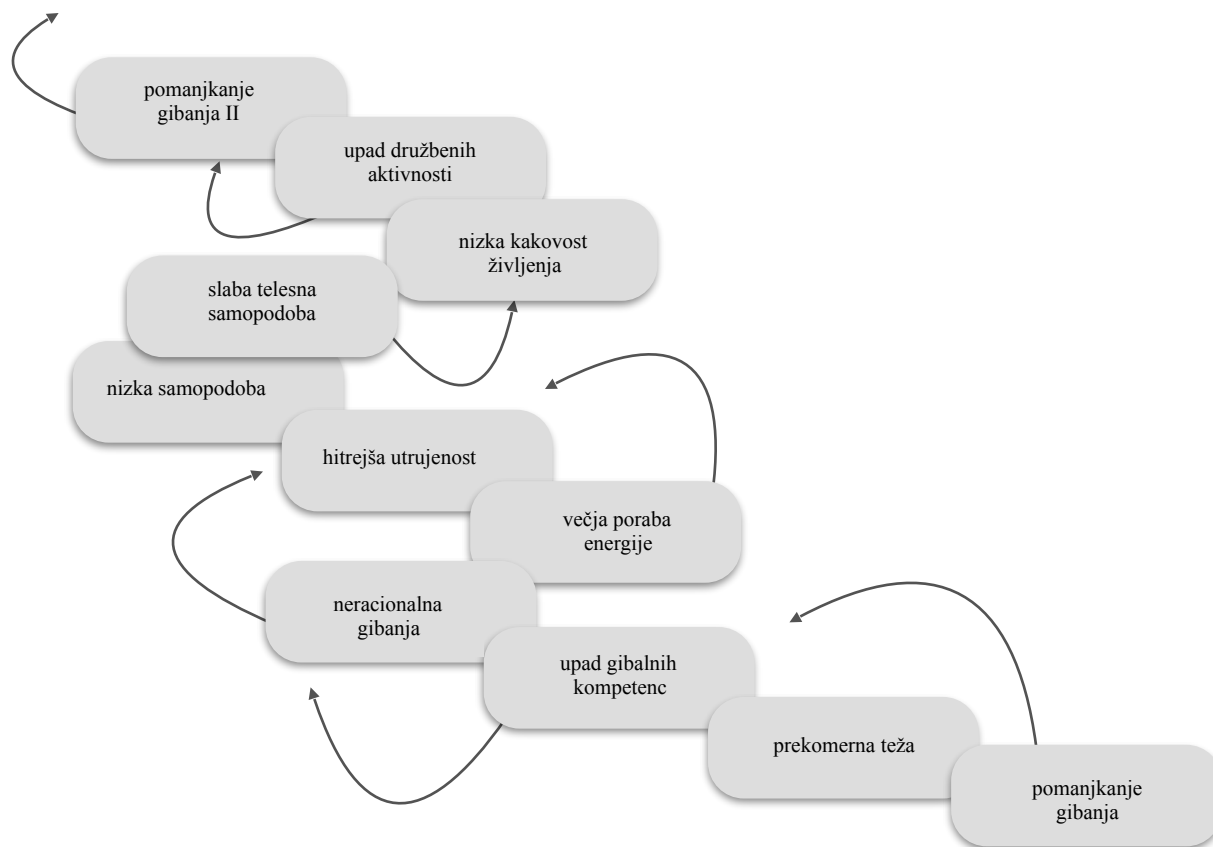 pomanjkanje
gibanja II
upad družbenih
aktivnosti
nizka kakovost
življenja
slaba telesna
samopodoba
nizka samopodoba
hitrejša utrujenost
večja poraba
energije
neracionalna
gibanja
upad gibalnih
kompetenc
prekomerna teža
pomanjkanje
gibanja